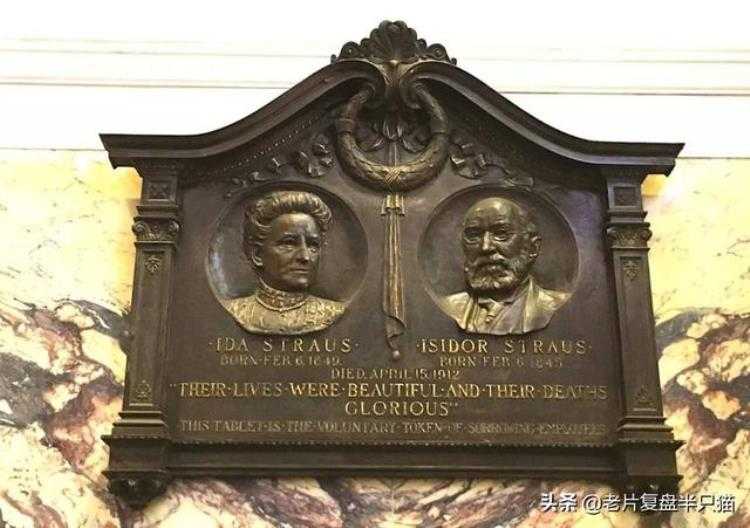 ·IDA STRAUS·
BORN·FEB·6,1849·
·ISIDOR STRAUS·
BORN·FEB·6,1845·
DIED, APRIL·15,1912
"THEIR·LIVES·WERE·BEAUTIFUL·AND·THEIR·DEATHS
GLORIOUS"
·THIS TABLET·IS·THE VOLUNTARY·TOKEN·OF·SORROWING·EMPLOYEES
头条 @老片复盘半只猫